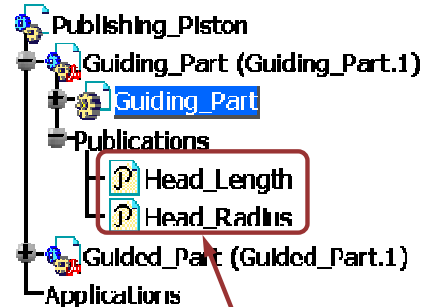 Publishing_Piston
Guiding_Part (Guiding_Part.1)
Guiding_Part
Publications
Head_Length
Head_Radius
Guided_Part (Guided_Part.1)
Applications